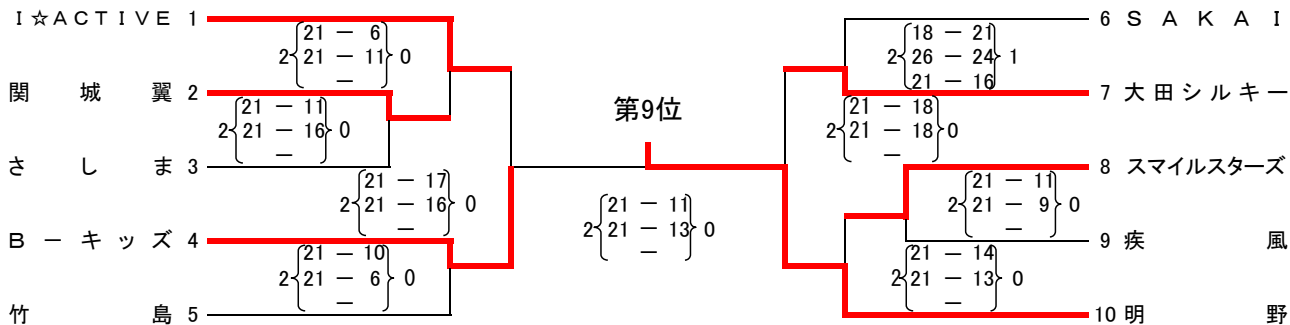 I☆ACTIVE 1
2 21 － 6 0
21 － 11
－
関城翼 2
2 21 － 11 0
21 － 16
－
さしま 3
2 21 － 17 0
21 － 16
－
B－キッズ 4
2 21 － 10 0
21 － 6
－
竹島 5
第9位
2 21 － 11 0
21 － 13
－
6 SAKAI
2 18 － 21 1
26 － 24
21 － 16
7 大田シルキー
2 21 － 18 0
21 － 18
－
8 スマイルスターズ
2 21 － 11 0
21 － 9
－
9 疾風
2 21 － 14 0
21 － 13
－
10 明野